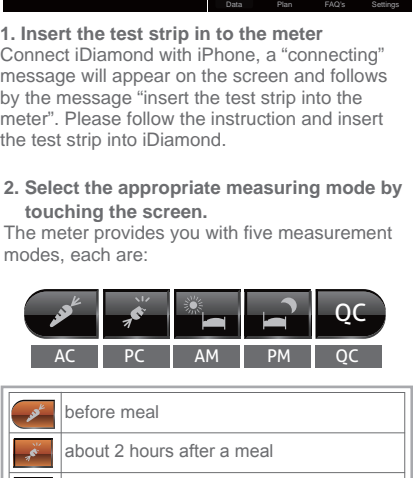 Data Plan FAQ's Settings
1. Insert the test strip in to the meter
Connect iDiamond with iPhone, a “connecting”
message will appear on the screen and follows
by the message “insert the test strip into the
meter”. Please follow the instruction and insert
the test strip into iDiamond.
2. Select the appropriate measuring mode by
touching the screen.
The meter provides you with five measurement
modes, each are:
QC
AC PC AM PM QC
before meal
about 2 hours after a meal